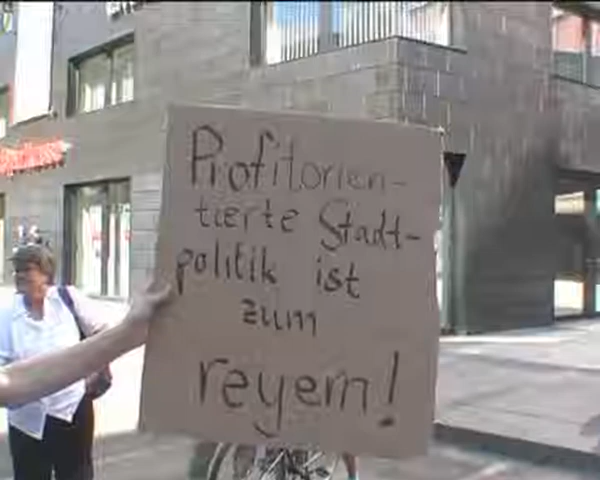 Profitorien-
tierte Stadt-
politik ist
zum
reyern!